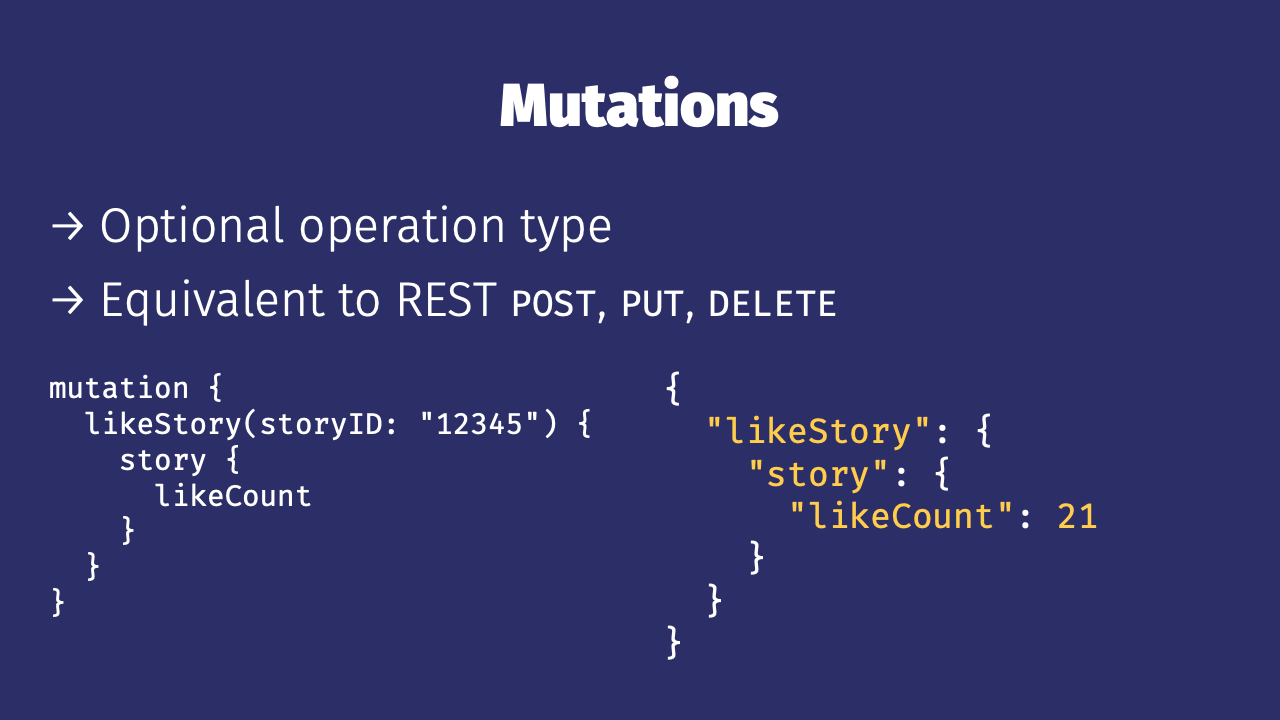 Mutations
→ Optional operation type
→ Equivalent to REST POST, PUT, DELETE
mutation {
  likeStory(storyID: "12345") {
    story {
      likeCount
    }
  }
}
{
  "likeStory": {
    "story": {
      "likeCount": 21
    }
  }
}